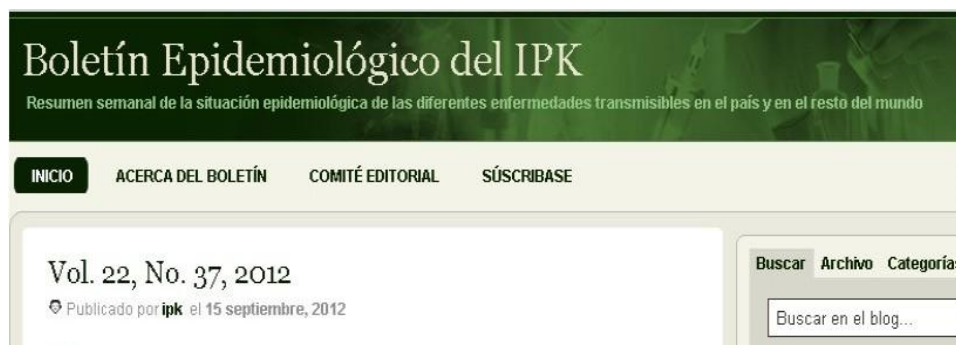 Boletín Epidemiológico del IPK
Resumen semanal de la situación epidemiológica de las diferentes enfermedades transmisibles en el país y en el resto del mundo
INICIO ACERCA DEL BOLETÍN COMITÉ EDITORIAL SÚSCRIBASE
Vol. 22, No. 37, 2012
Publicado por ipk el 15 septiembre, 2012
Buscar Archivo Categorías
Buscar en el blog...